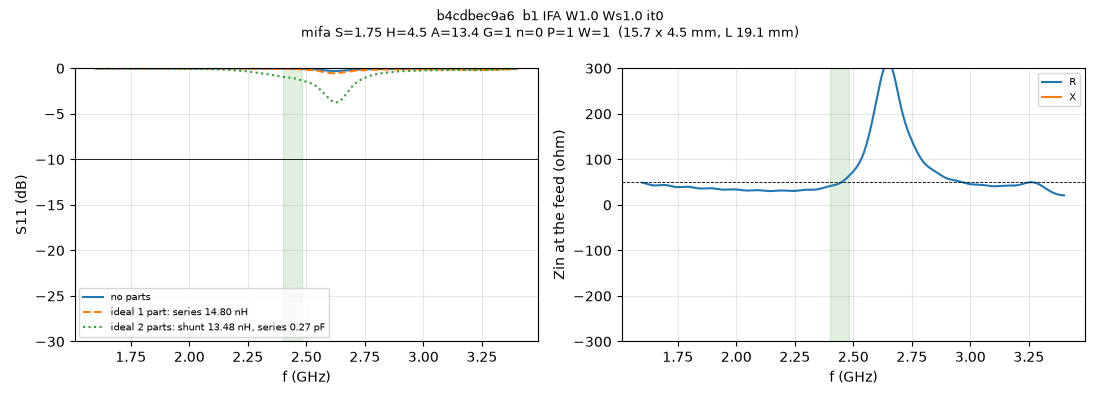 b4cdbec9a6 b1 IFA W1.0 Ws1.0 it0
mifa S=1.75 H=4.5 A=13.4 G=1 n=0 P=1 W=1 (15.7 x 4.5 mm, L 19.1 mm)
S11 (dB)
0
−5
−10
−15
−20
−25
−30
no parts
ideal 1 part: series 14.80 nH
ideal 2 parts: shunt 13.48 nH, series 0.27 pF
1.75 2.00 2.25 2.50 2.75 3.00 3.25
f (GHz)
Zin at the feed (ohm)
300
200
100
0
−100
−200
−300
R
X
1.75 2.00 2.25 2.50 2.75 3.00 3.25
f (GHz)